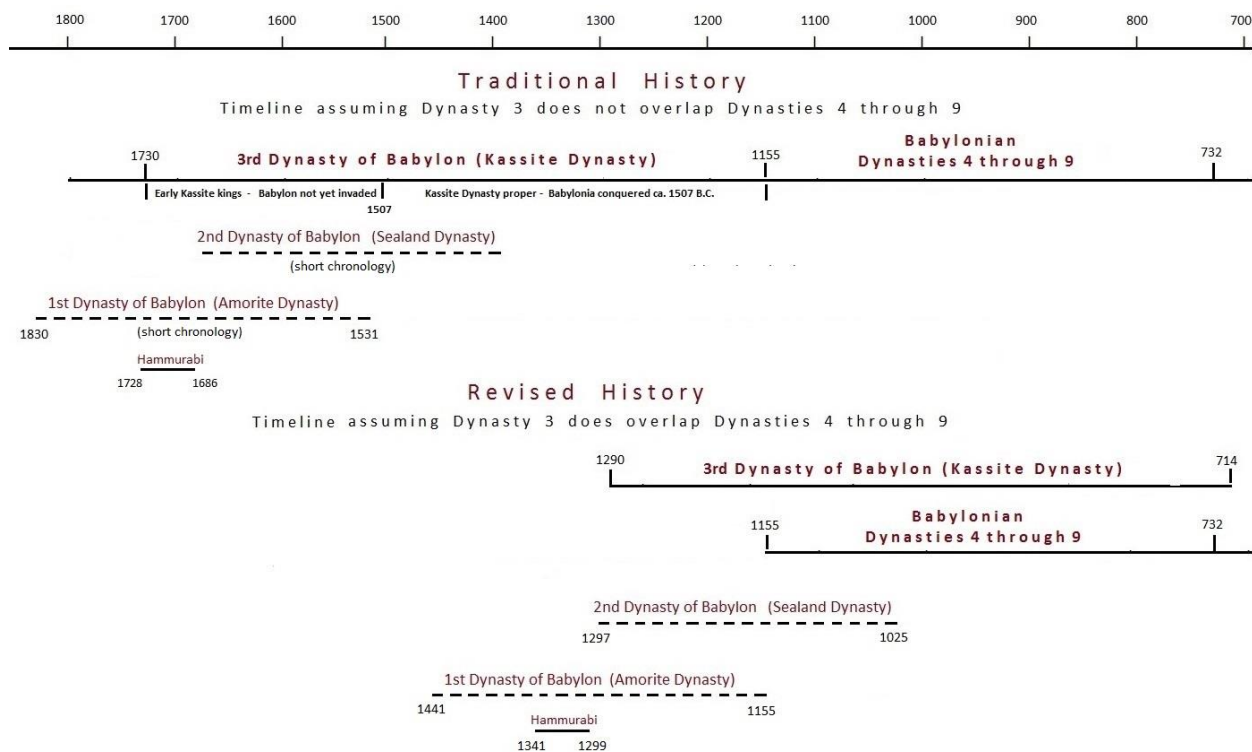 1800 1700 1600 1500 1400 1300 1200 1100 1000 900 800 700
Traditional History
Timeline assuming Dynasty 3 does not overlap Dynasties 4 through 9
1730 3rd Dynasty of Babylon (Kassite Dynasty) 1155 Babylonian
Dynasties 4 through 9 732
Early Kassite kings - Babylon not yet invaded Kassite Dynasty proper - Babylonia conquered ca. 1507 B.C.
1507
2nd Dynasty of Babylon (Sealand Dynasty)
(short chronology)
1st Dynasty of Babylon (Amorite Dynasty)
1830 (short chronology) 1531
Hammurabi
1728 1686
Revised History
Timeline assuming Dynasty 3 does overlap Dynasties 4 through 9
1290 3rd Dynasty of Babylon (Kassite Dynasty) 714
1155 Babylonian
Dynasties 4 through 9 732
2nd Dynasty of Babylon (Sealand Dynasty)
1297 1025
1st Dynasty of Babylon (Amorite Dynasty)
1441 1155
Hammurabi
1341 1299